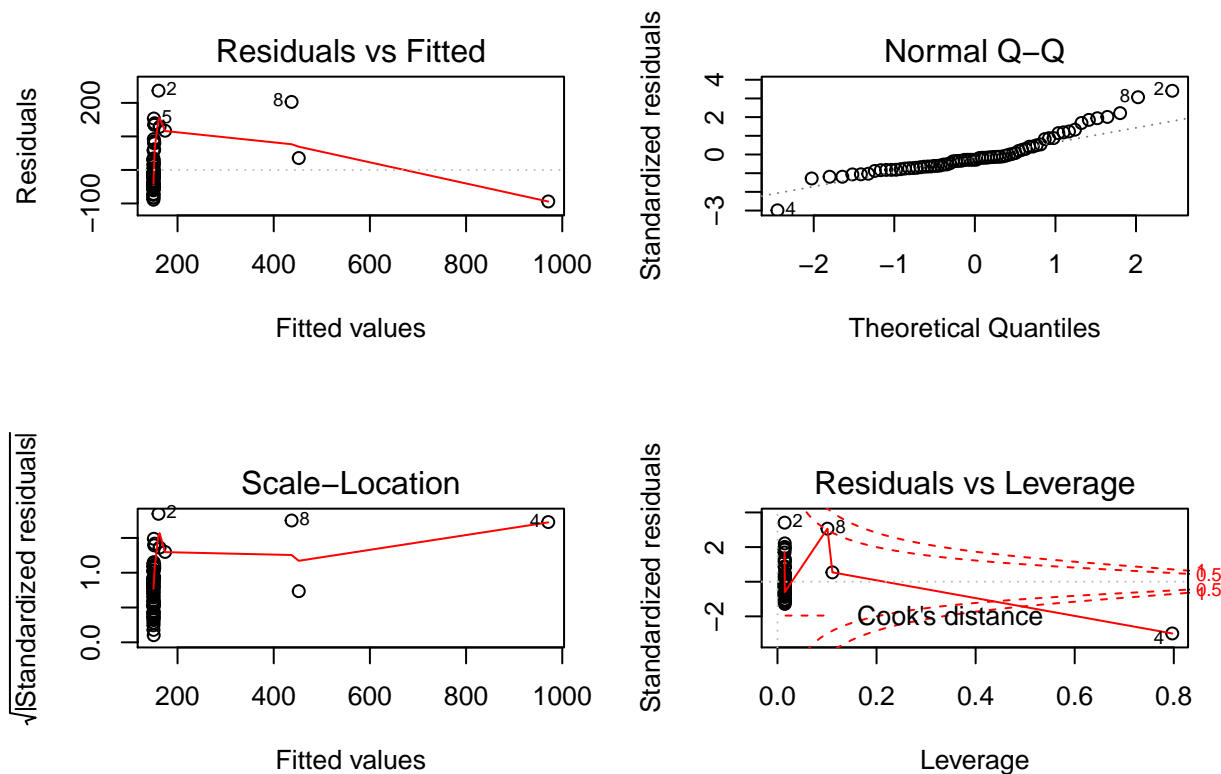 Residuals vs Fitted
Residuals
-100 200
2
5
8
200 400 600 800 1000
Fitted values
Normal Q-Q
Standardized residuals
-3 0 2 4
4
8
2
-2 -1 0 1 2
Theoretical Quantiles
Scale-Location
√|Standardized residuals|
0.0 1.0
2
8
4
200 400 600 800 1000
Fitted values
Residuals vs Leverage
Standardized residuals
-2 2
2
8
4
1
0.5
0.5
1
Cook's distance
0.0 0.2 0.4 0.6 0.8
Leverage